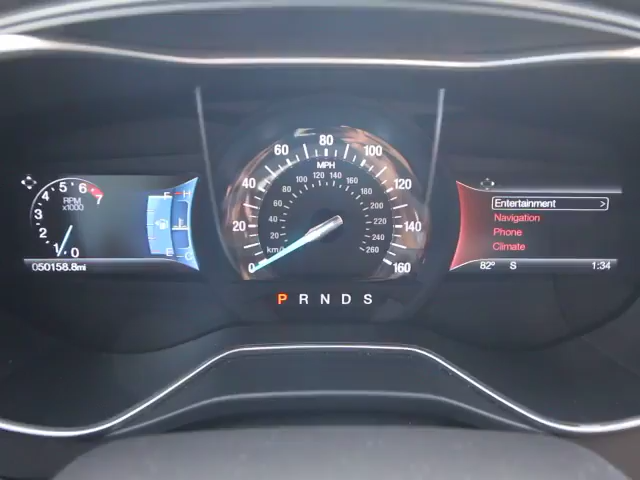 4 5 6 7
3 2 1 0
RPM
x1000
F H
E C
050158.8mi
0 20 40 60 80 100 120 140 160
MPH
20 40 60 80 100 120 140 160 180 200 220 240 260
km/
P R N D S
Entertainment >
Navigation
Phone
Climate
82° S 1:34